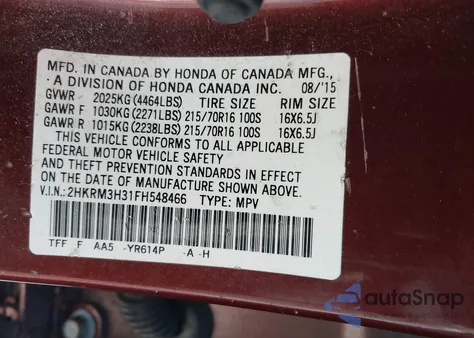 MFD. IN CANADA BY HONDA OF CANADA MFG.,
· A DIVISION OF HONDA CANADA INC. 08/'15
GVWR 2025KG (4464LBS) TIRE SIZE RIM SIZE
GAWR F 1030KG (2271LBS) 215/70R16 100S 16X6.5J
GAWR R 1015KG (2238LBS) 215/70R16 100S 16X6.5J
THIS VEHICLE CONFORMS TO ALL APPLICABLE
FEDERAL MOTOR VEHICLE SAFETY
AND THEFT PREVENTION STANDARDS IN EFFECT
ON THE DATE OF MANUFACTURE SHOWN ABOVE.
V.I.N.: 2HKRM3H31FH548466 TYPE: MPV
TFF F AA5 -YR614P -A -H
autoSnap